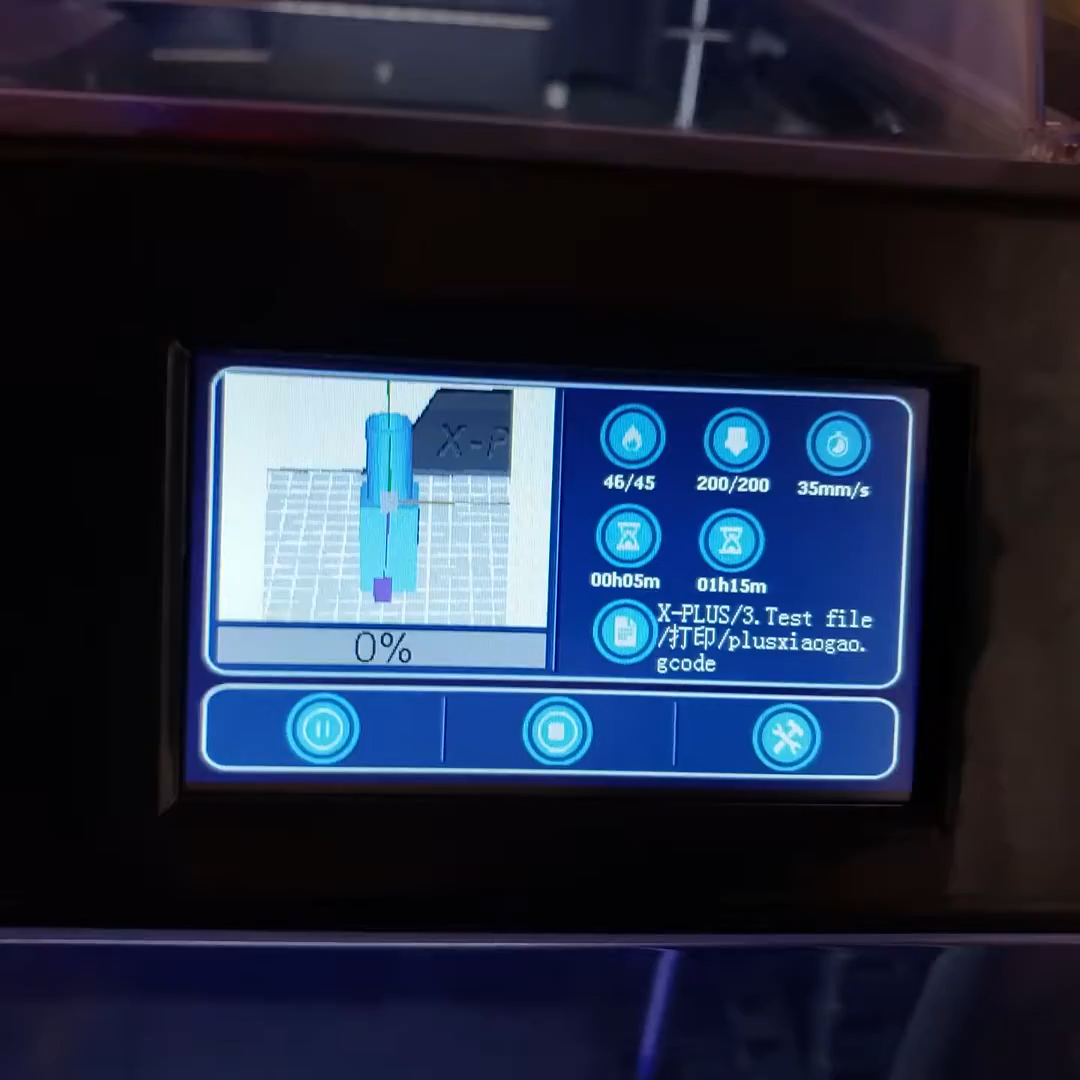 X-P
46/45
200/200
35mm/s
00h05m
01h15m
X-PLUS/3.Test file
/打印/plusxiaogao.
gcode
0%